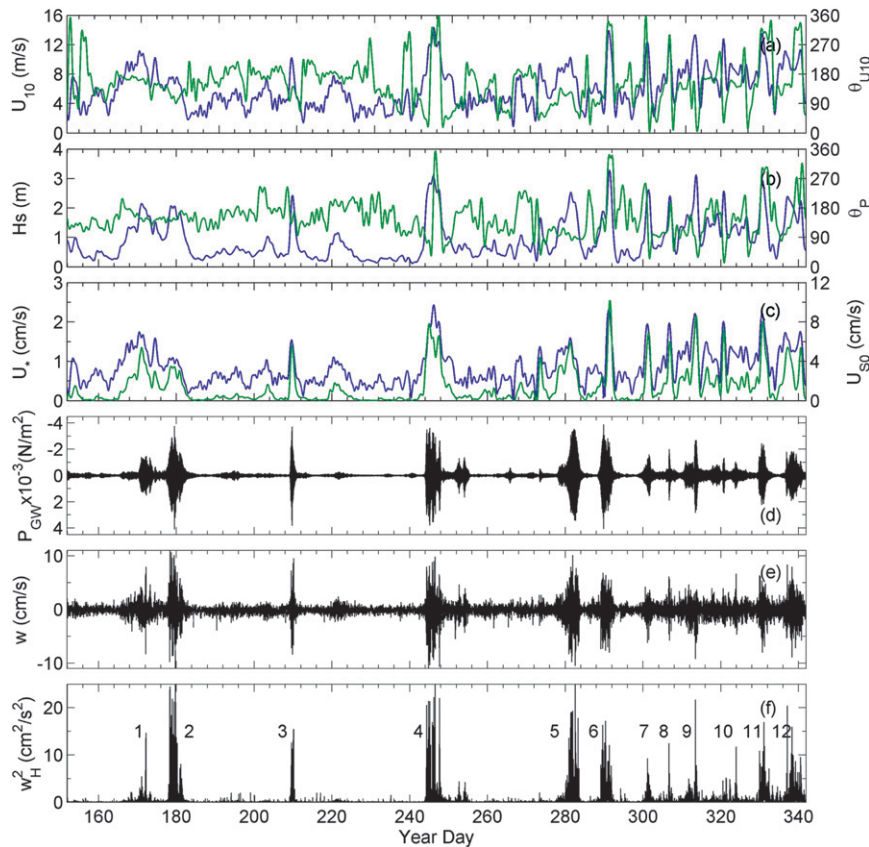 16
12
8
4
0
U10 (m/s)
360
270
180
90
0
θU10
(a)
4
3
2
1
0
Hs (m)
360
270
180
90
0
θP
(b)
3
2
1
0
U* (cm/s)
12
8
4
0
US0 (cm/s)
(c)
-4
-2
0
2
4
PGW x10-3 (N/m2)
(d)
10
0
-10
w (cm/s)
(e)
20
10
0
w2H (cm2/s2)
(f)
1 2 3 4 5 6 7 8 9 10 11 12
160 180 200 220 240 260 280 300 320 340
Year Day